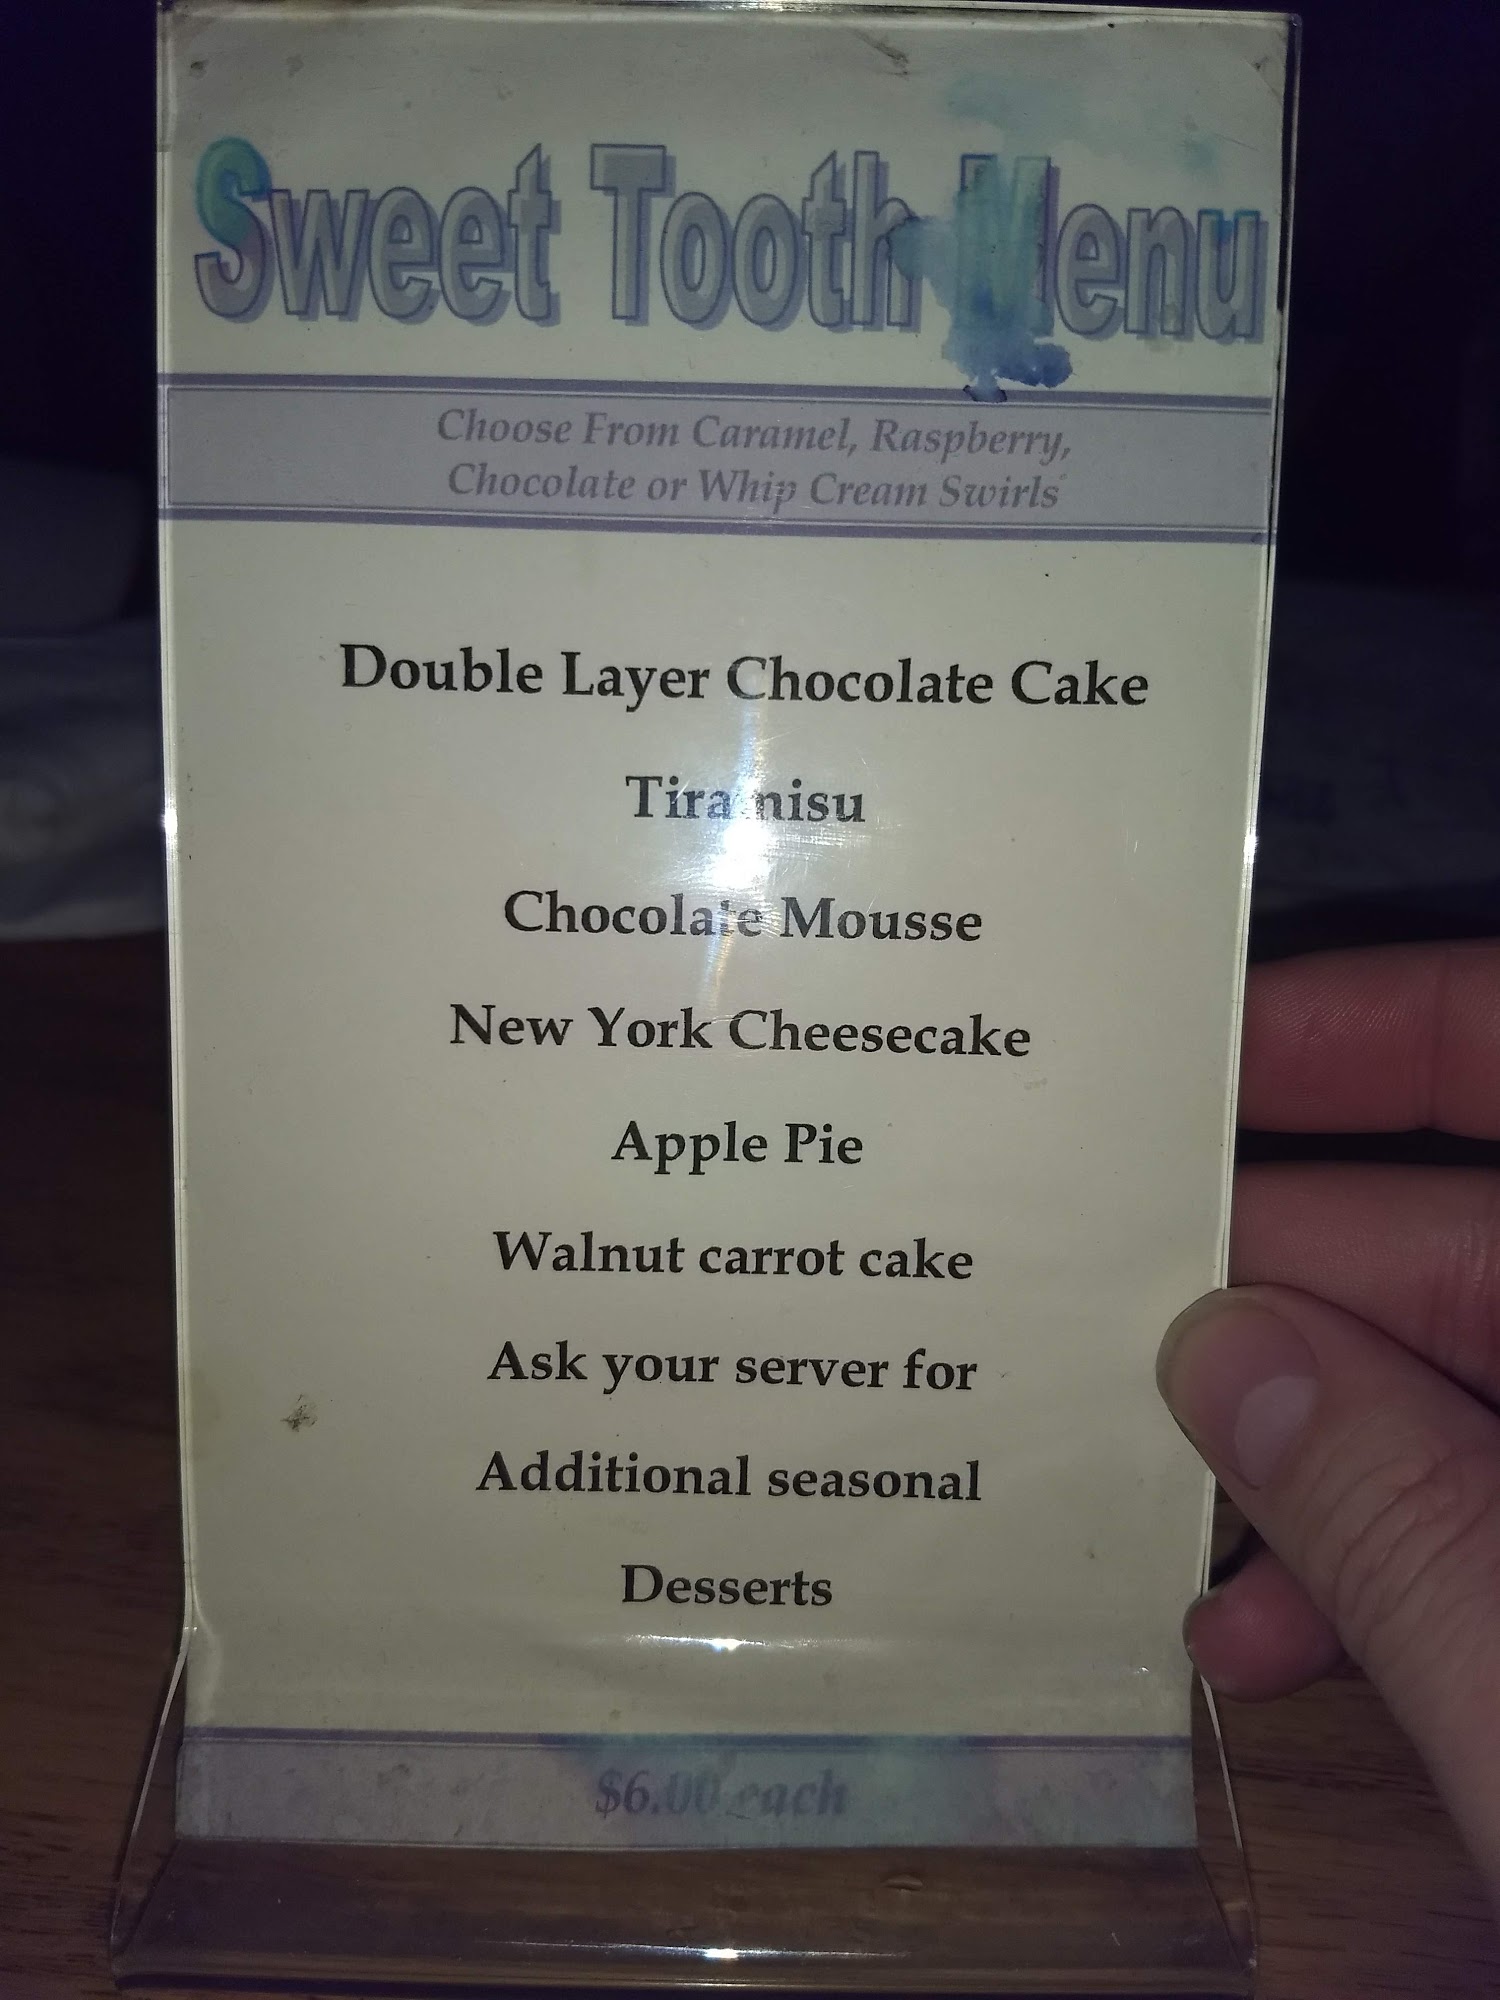 Sweet Tooth Menu
Choose From Caramel, Raspberry,
Chocolate or Whip Cream Swirls
Double Layer Chocolate Cake
Tiramisu
Chocolate Mousse
New York Cheesecake
Apple Pie
Walnut carrot cake
Ask your server for
Additional seasonal
Desserts
$6.00 each